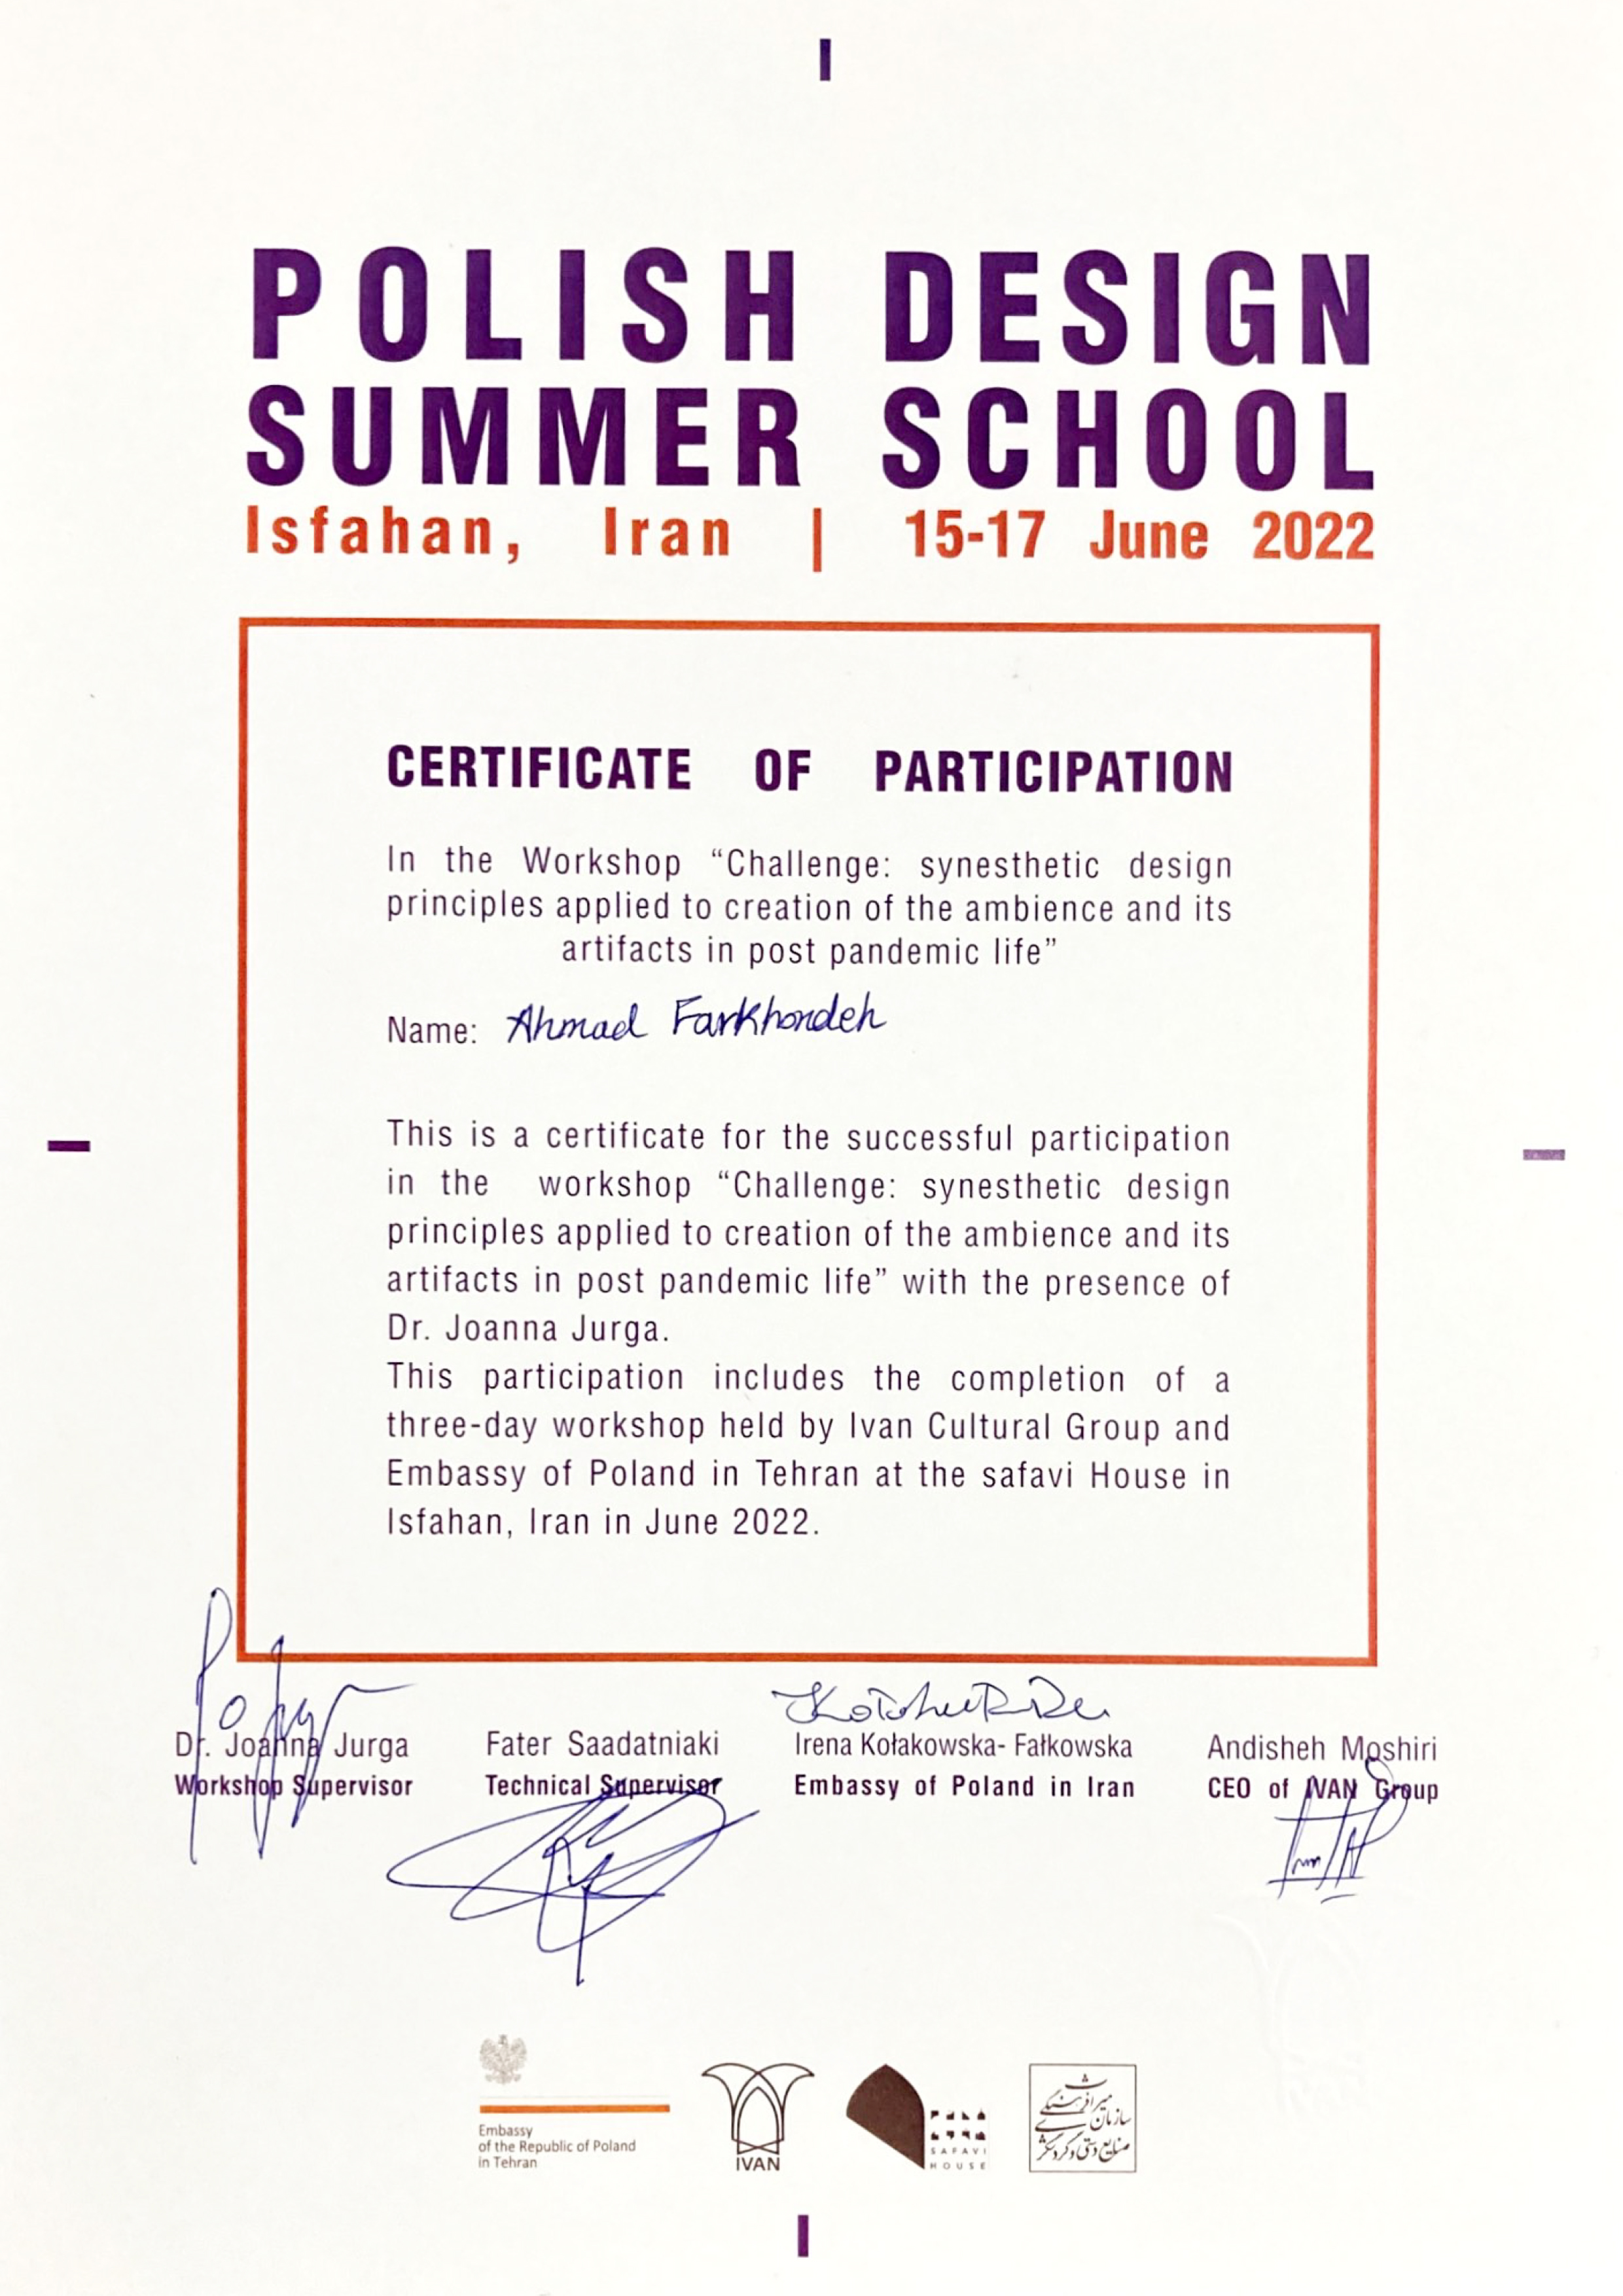 POLISH DESIGN
SUMMER SCHOOL
Isfahan, Iran | 15-17 June 2022
CERTIFICATE OF PARTICIPATION
In the Workshop “Challenge: synesthetic design
principles applied to creation of the ambience and its
artifacts in post pandemic life”
Name: Ahmad Farkhondeh
This is a certificate for the successful participation
in the workshop “Challenge: synesthetic design
principles applied to creation of the ambience and its
artifacts in post pandemic life” with the presence of
Dr. Joanna Jurga.
This participation includes the completion of a
three-day workshop held by Ivan Cultural Group and
Embassy of Poland in Tehran at the safavi House in
Isfahan, Iran in June 2022.
Dr. Joanna Jurga
Workshop Supervisor
Fater Saadatniaki
Technical Supervisor
Irena Kołakowska- Fałkowska
Embassy of Poland in Iran
Andisheh Moshiri
CEO of IVAN Group
Embassy
of the Republic of Poland
in Tehran
IVAN
SAFAVI
HOUSE
سازمان میراث فرهنگی
صنایع دستی و گردشگری